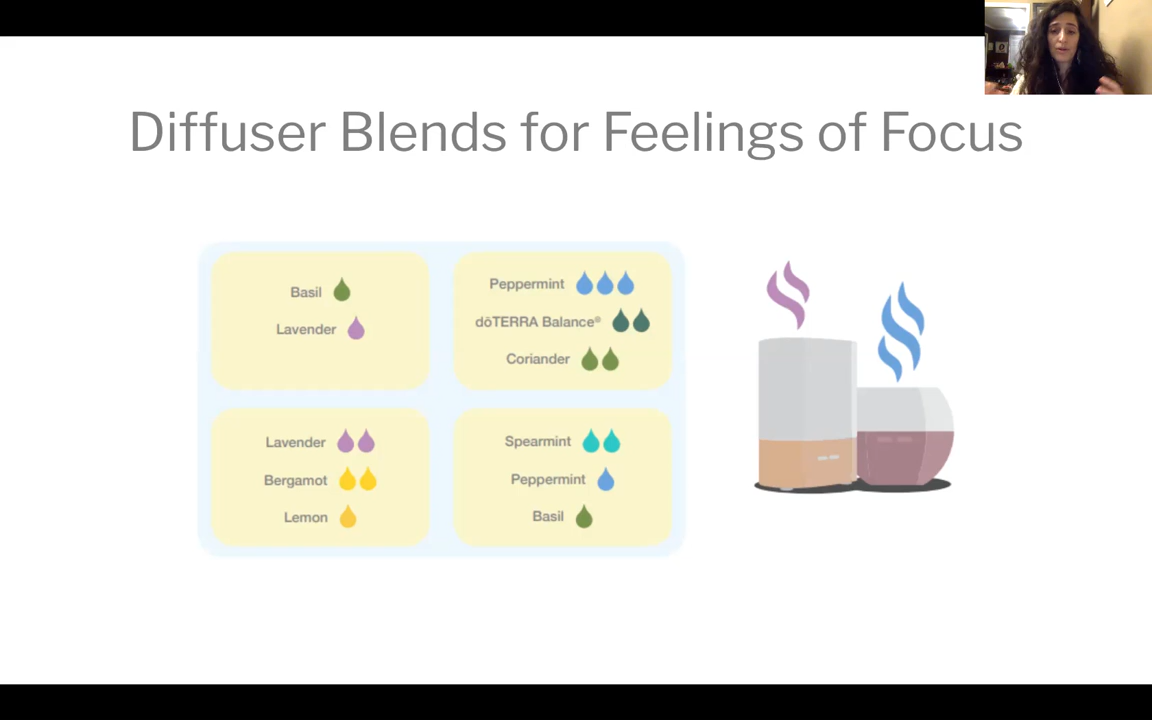 Diffuser Blends for Feelings of Focus
Basil
Lavender
Peppermint
dōTERRA Balance®
Coriander
Lavender
Bergamot
Lemon
Spearmint
Peppermint
Basil